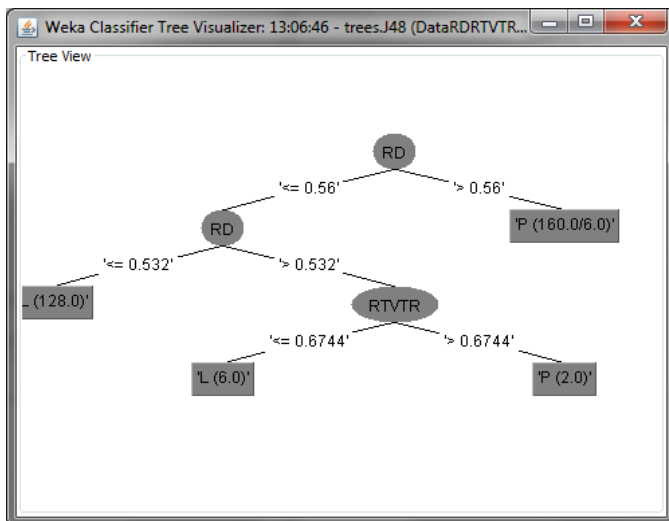 Weka Classifier Tree Visualizer: 13:06:46 - trees.J48 (DataRDRTVTR...
Tree View
RD
'<= 0.56'
'> 0.56'
RD
'P (160.0/6.0)'
'<= 0.532'
'> 0.532'
L (128.0)'
RTVTR
'<= 0.6744'
'> 0.6744'
'L (6.0)'
'P (2.0)'